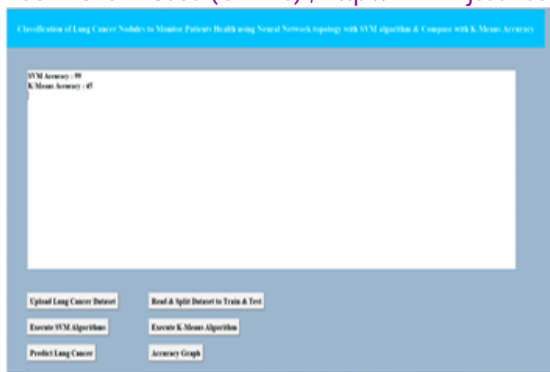 Classification of Lung Cancer Nodules to Monitor Patients Health using Neural Network topology with SVM algorithm & Compare with K Means Accuracy
SVM Accuracy : 99
K-Means Accuracy : 67
Upload Lung Cancer Dataset Read & Split Dataset to Train & Test
Execute SVM Algorithms Execute K-Means Algorithm
Predict Lung Cancer Accuracy Graph